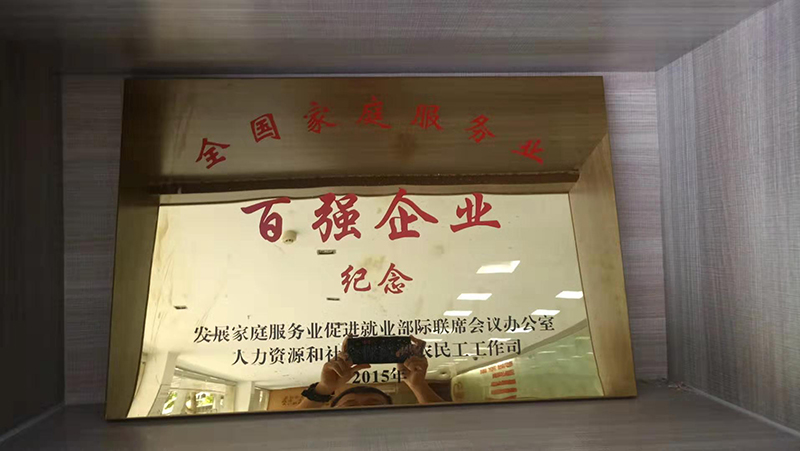 全国家庭服务业
百强企业
纪念
发展家庭服务业促进就业部际联席会议办公室
人力资源和社 农民工工作司
2015年